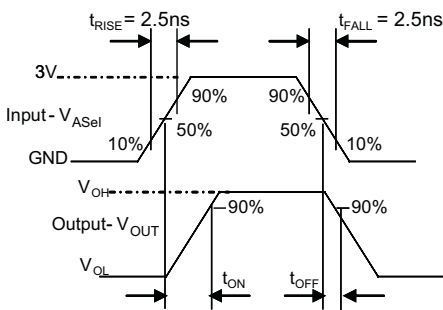 tRISE = 2.5ns
tFALL = 2.5ns
3V
90%
90%
Input - VASel
50%
50%
10%
10%
GND
VOH
90%
90%
Output- VOUT
VOL
tON
tOFF